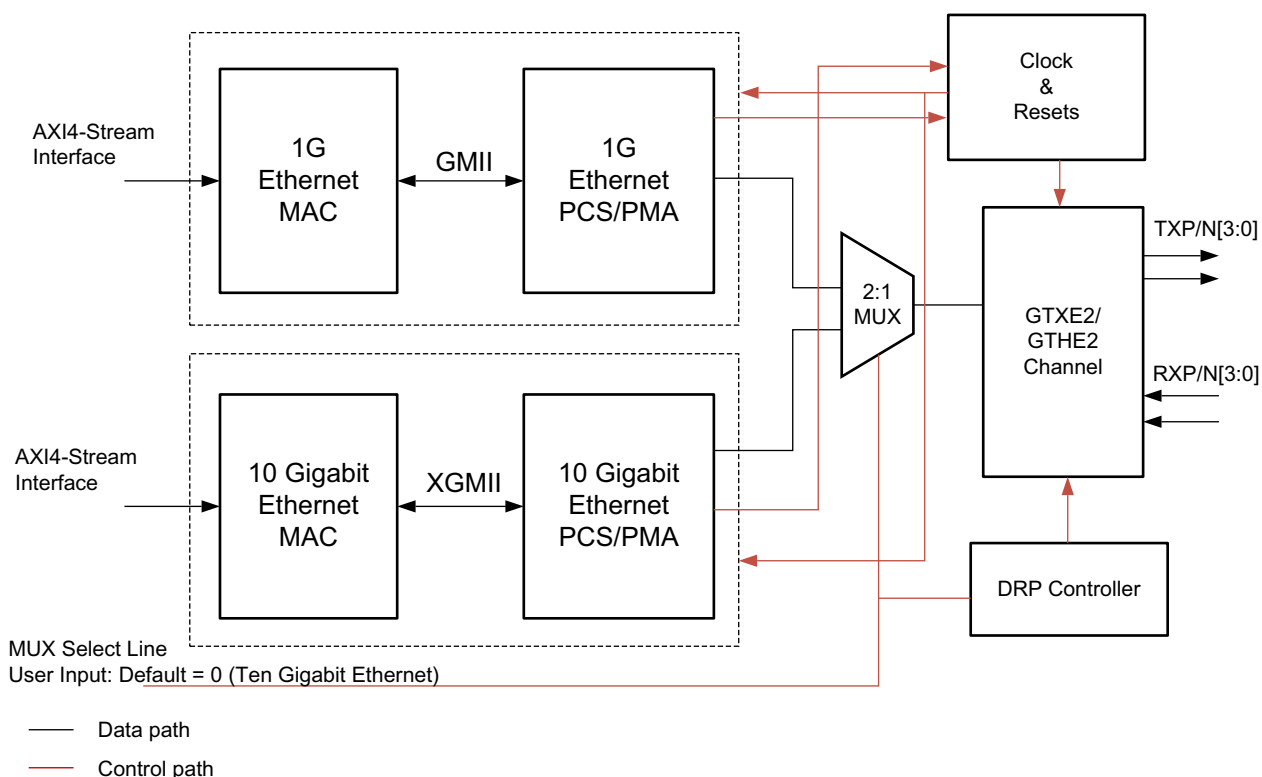 Clock
&
Resets
AXI4-Stream
Interface
1G
Ethernet
MAC
GMII
1G
Ethernet
PCS/PMA
2:1
MUX
GTXE2/
GTHE2
Channel
TXP/N[3:0]
RXP/N[3:0]
AXI4-Stream
Interface
10 Gigabit
Ethernet
MAC
XGMII
10 Gigabit
Ethernet
PCS/PMA
DRP Controller
MUX Select Line
User Input: Default = 0 (Ten Gigabit Ethernet)
Data path
Control path